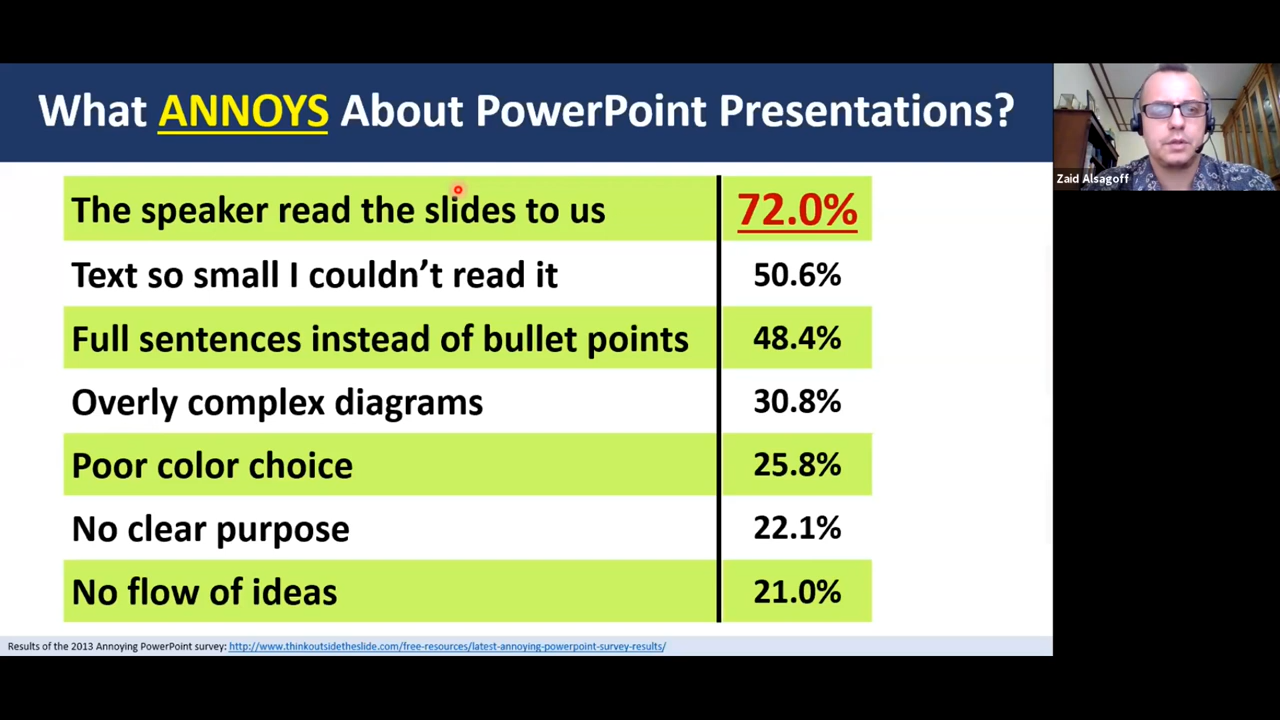 What ANNOYS About PowerPoint Presentations?
Zaid Alsagoff
The speaker read the slides to us 72.0%
Text so small I couldn’t read it 50.6%
Full sentences instead of bullet points 48.4%
Overly complex diagrams 30.8%
Poor color choice 25.8%
No clear purpose 22.1%
No flow of ideas 21.0%
Results of the 2013 Annoying PowerPoint survey: http://www.thinkoutsidetheslide.com/free-resources/latest-annoying-powerpoint-survey-results/